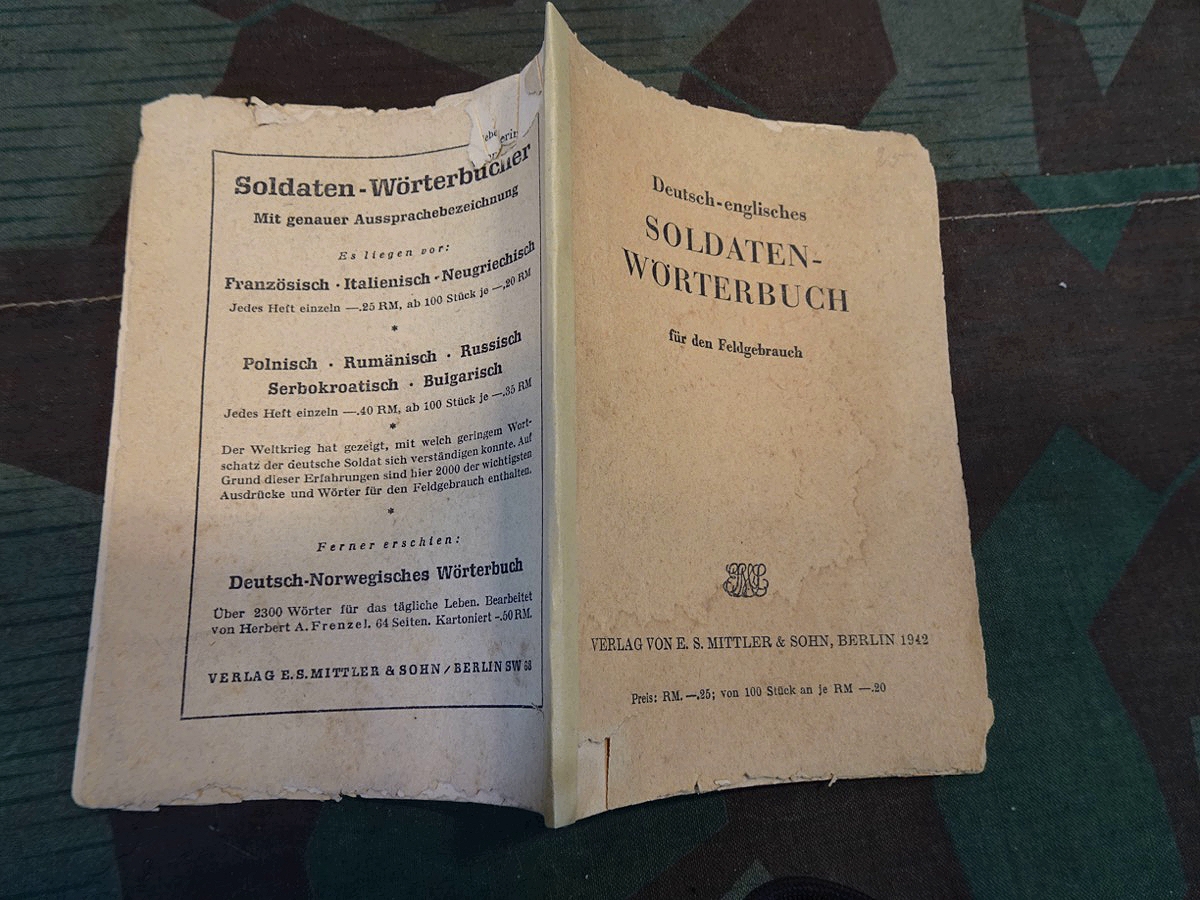 Soldaten-Wörterbücher
Mit genauer Aussprachebezeichnung
Es liegen vor:
Französisch · Italienisch · Neugriechisch
Jedes Heft einzeln —.25 RM, ab 100 Stück je —,20 RM
*
Polnisch · Rumänisch · Russisch
Serbokroatisch · Bulgarisch
Jedes Heft einzeln —.40 RM, ab 100 Stück je —.35 RM
*
Der Weltkrieg hat gezeigt, mit welch geringem Wort-
schatz der deutsche Soldat sich verständigen konnte. Auf
Grund dieser Erfahrungen sind hier 2000 der wichtigsten
Ausdrücke und Wörter für den Feldgebrauch enthalten.
*
Ferner erschien:
Deutsch-Norwegisches Wörterbuch
Über 2300 Wörter für das tägliche Leben. Bearbeitet
von Herbert A. Frenzel. 64 Seiten. Kartoniert -.50 RM.
VERLAG E. S. MITTLER & SOHN / BERLIN SW 68
Deutsch-englisches
SOLDATEN-
WÖRTERBUCH
für den Feldgebrauch
VERLAG VON E. S. MITTLER & SOHN, BERLIN 1942
Preis: RM. —.25; von 100 Stück an je RM —.20